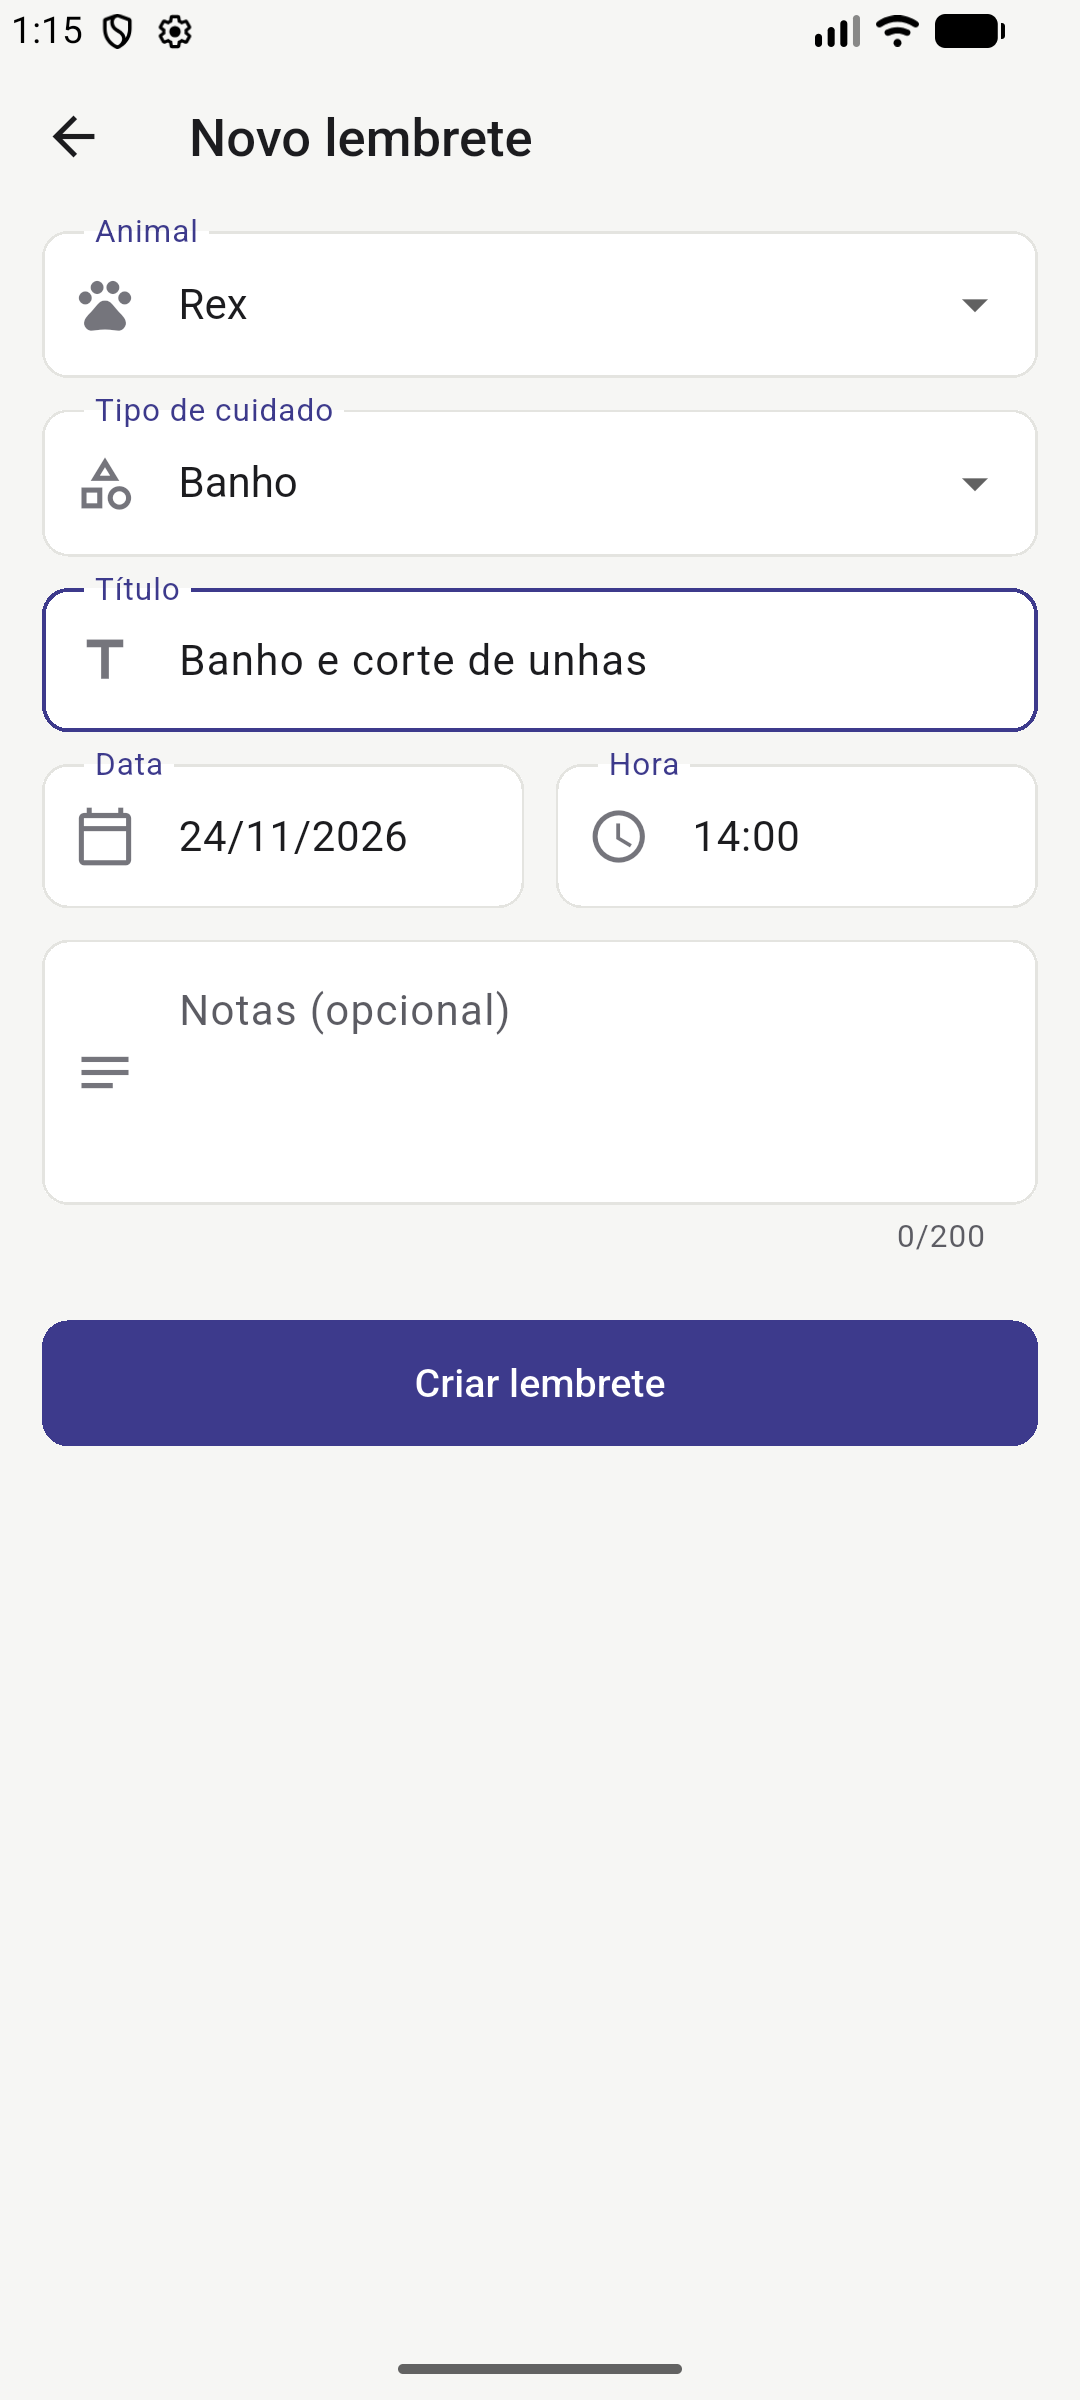 1:15
Novo lembrete
Animal
Rex
Tipo de cuidado
Banho
Título
Banho e corte de unhas
Data
24/11/2026
Hora
14:00
Notas (opcional)
0/200
Criar lembrete